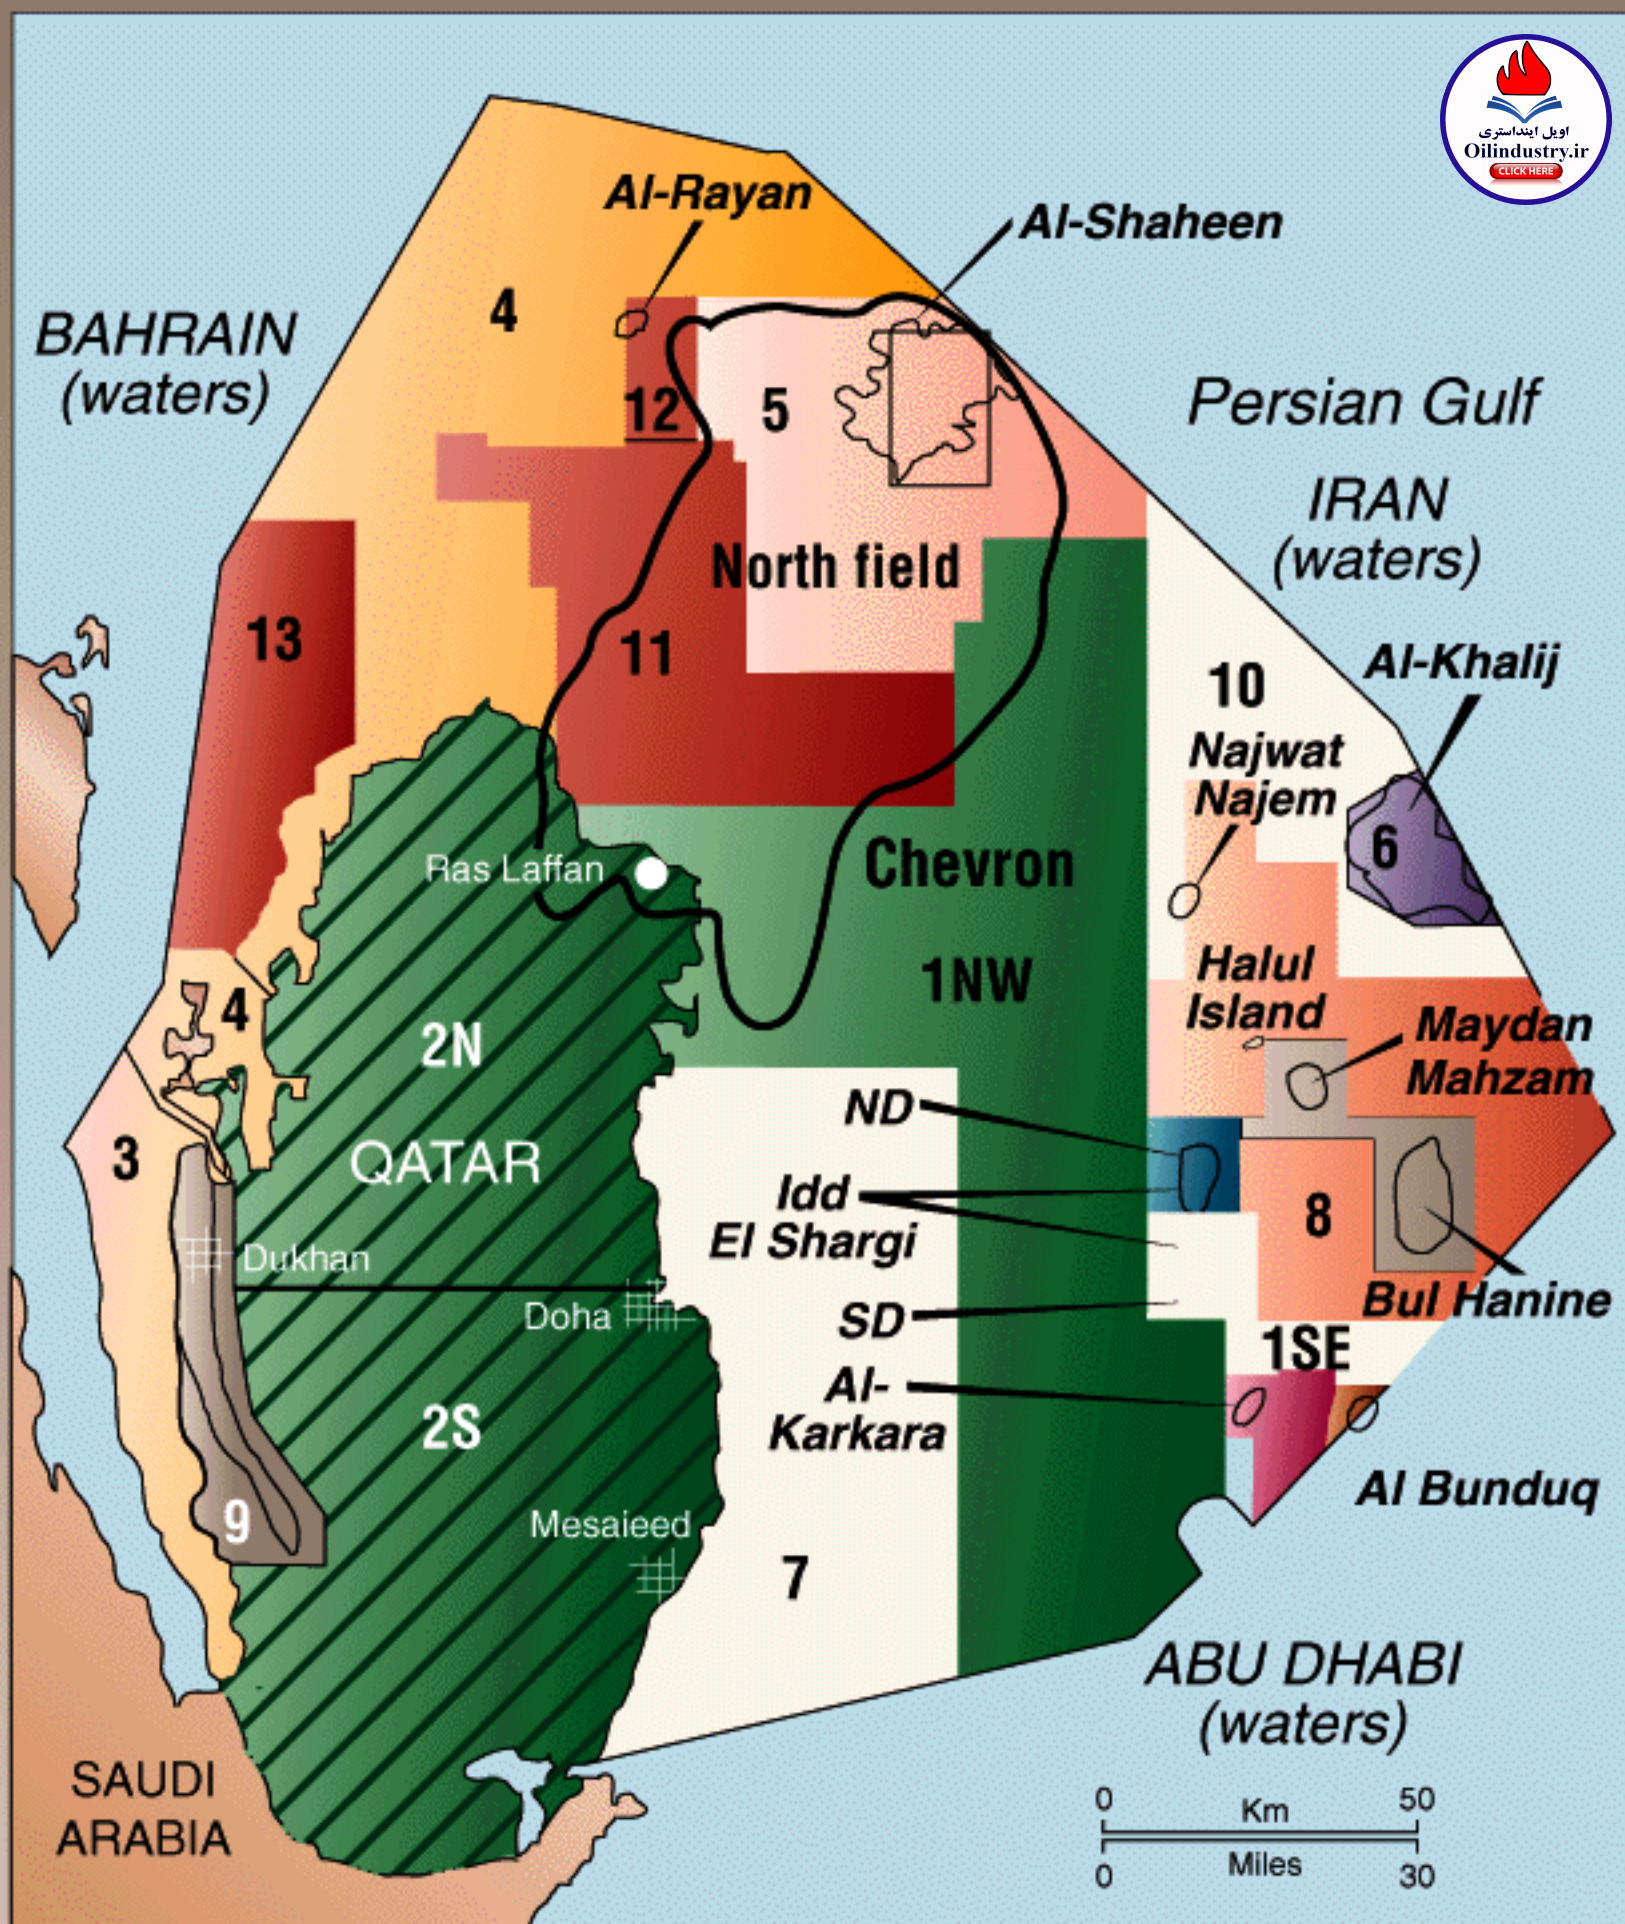 اویل اینداستری
Oilindustry.ir
CLICK HERE
Al-Rayan
Al-Shaheen
4
BAHRAIN
(waters)
12
5
Persian Gulf
IRAN
(waters)
North field
13
11
10
Al-Khalij
Najwat
Najem
6
Ras Laffan
Chevron
1NW
Halul
Island
4
2N
Maydan
Mahzam
ND
3
QATAR
Idd
El Shargi
8
Dukhan
Doha
SD
Bul Hanine
1SE
Al-
Karkara
2S
9
Al Bunduq
Mesaieed
7
ABU DHABI
(waters)
SAUDI
ARABIA
0 50
Km
Miles
0 30